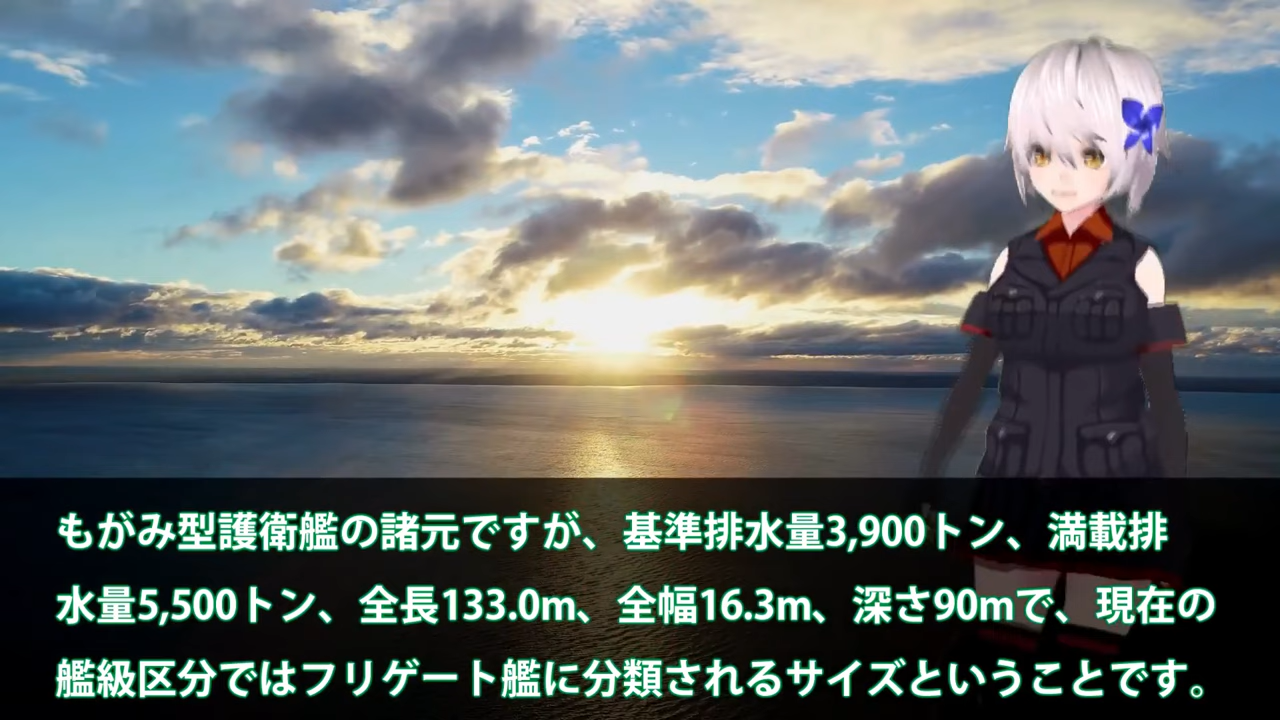 もがみ型護衛艦の諸元ですが、基準排水量3,900トン、満載排
水量5,500トン、全長133.0m、全幅16.3m、深さ90mで、現在の
艦級区分ではフリゲート艦に分類されるサイズということです。